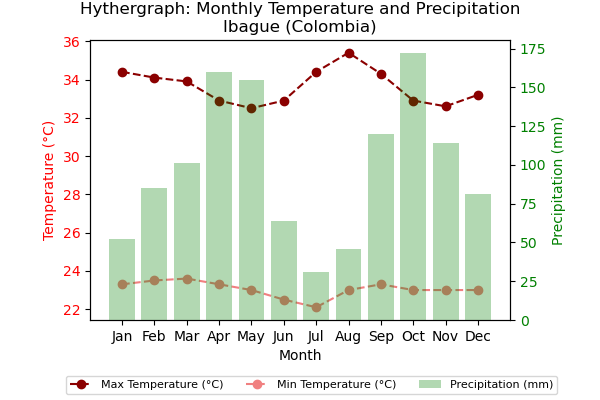 Hythergraph: Monthly Temperature and Precipitation
Ibague (Colombia)
Temperature (°C)
36
34
32
30
28
26
24
22
Precipitation (mm)
175
150
125
100
75
50
25
0
Jan Feb Mar Apr May Jun Jul Aug Sep Oct Nov Dec
Month
Max Temperature (°C) Min Temperature (°C) Precipitation (mm)